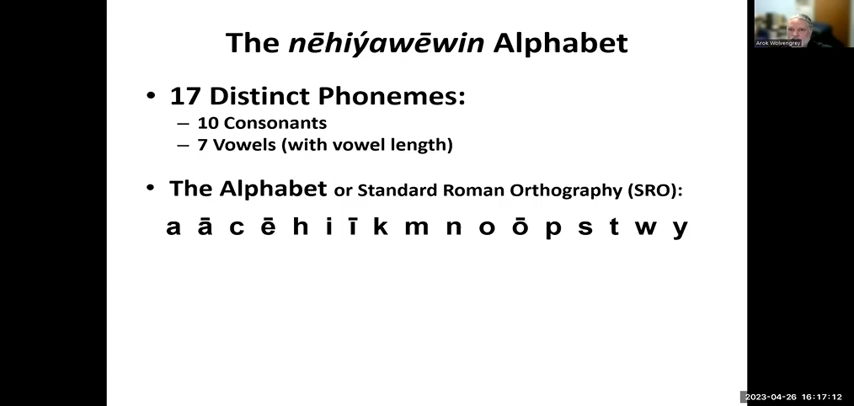 The nēhiýawēwin Alphabet
• 17 Distinct Phonemes:
– 10 Consonants
– 7 Vowels (with vowel length)
• The Alphabet or Standard Roman Orthography (SRO):
a ā c ē h i ī k m n o ō p s t w y
Arok Wolvengrey
2023-04-26 16:17:12